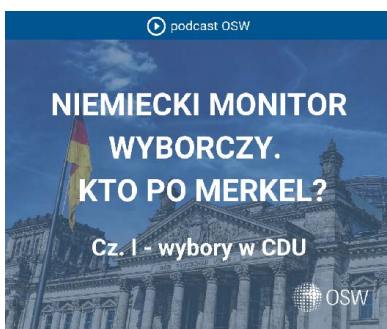 podcast OSW
NIEMIECKI MONITOR
WYBORCZY.
KTO PO MERKEL?
Cz. I - wybory w CDU
OSW